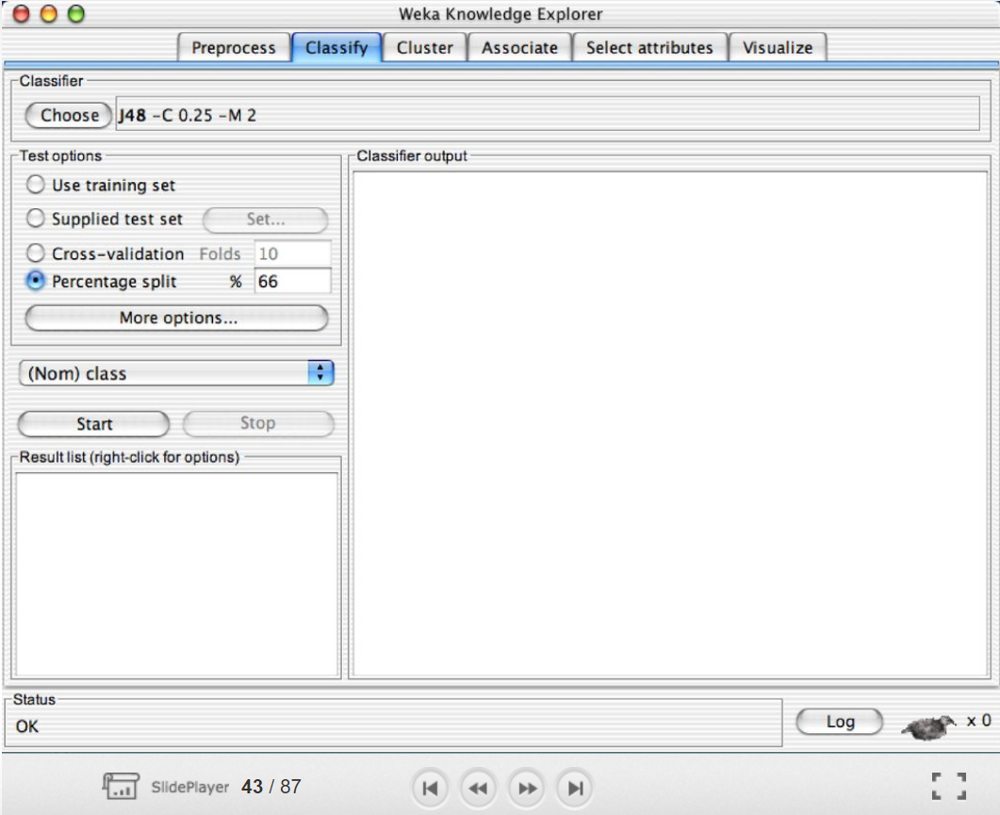 Weka Knowledge Explorer
Preprocess Classify Cluster Associate Select attributes Visualize
Classifier
Choose J48 -C 0.25 -M 2
Test options
Use training set
Supplied test set Set...
Cross-validation Folds 10
Percentage split % 66
More options...
(Nom) class
Start Stop
Result list (right-click for options)
Classifier output
Status
OK
Log x 0
SlidePlayer 43 / 87